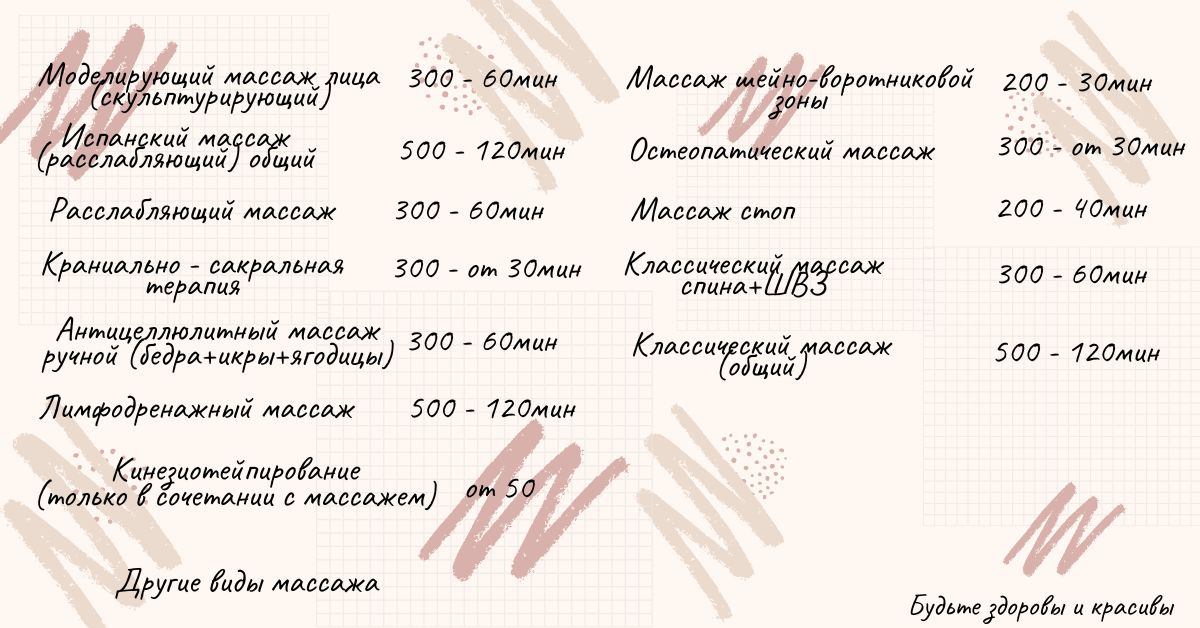 Моделирующий массаж лица
(скульптурирующий)
300 - 60мин
Испанский массаж
(расслабляющий) общий
500 - 120мин
Расслабляющий массаж
300 - 60мин
Краниально - сакральная
терапия
300 - от 30мин
Антицеллюлитный массаж
ручной (бедра+икры+ягодицы)
300 - 60мин
Лимфодренажный массаж
500 - 120мин
Кинезиотейпирование
(только в сочетании с массажем)
от 50
Другие виды массажа
Массаж шейно-воротниковой
зоны
200 - 30мин
Остеопатический массаж
300 - от 30мин
Массаж стоп
200 - 40мин
Классический массаж
спина+ШВЗ
300 - 60мин
Классический массаж
(общий)
500 - 120мин
Будьте здоровы и красивы